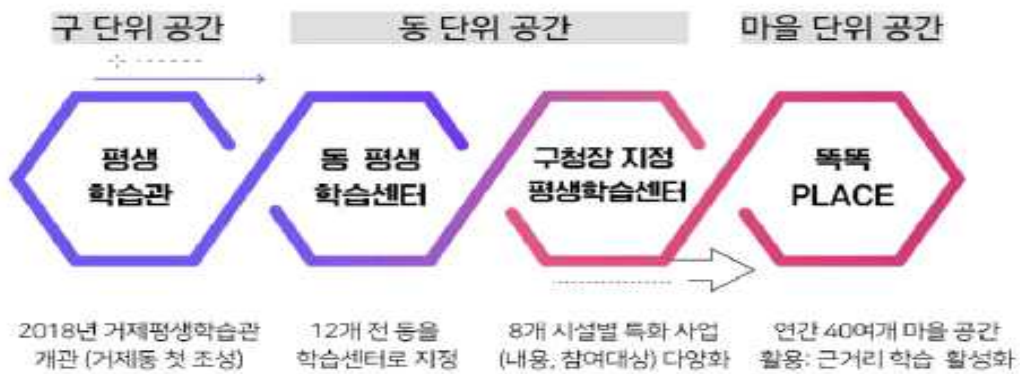 구 단위 공간
동 단위 공간
마을 단위 공간
평생
학습관
동 평생
학습센터
구청장 지정
평생학습센터
똑똑
PLACE
2018년 거제평생학습관
개관 (거제동 첫 조성)
12개 전 동을
학습센터로 지정
8개 시설별 특화 사업
(내용, 참여대상) 다양화
연간 40여개 마을 공간
활용: 근거리 학습 활성화